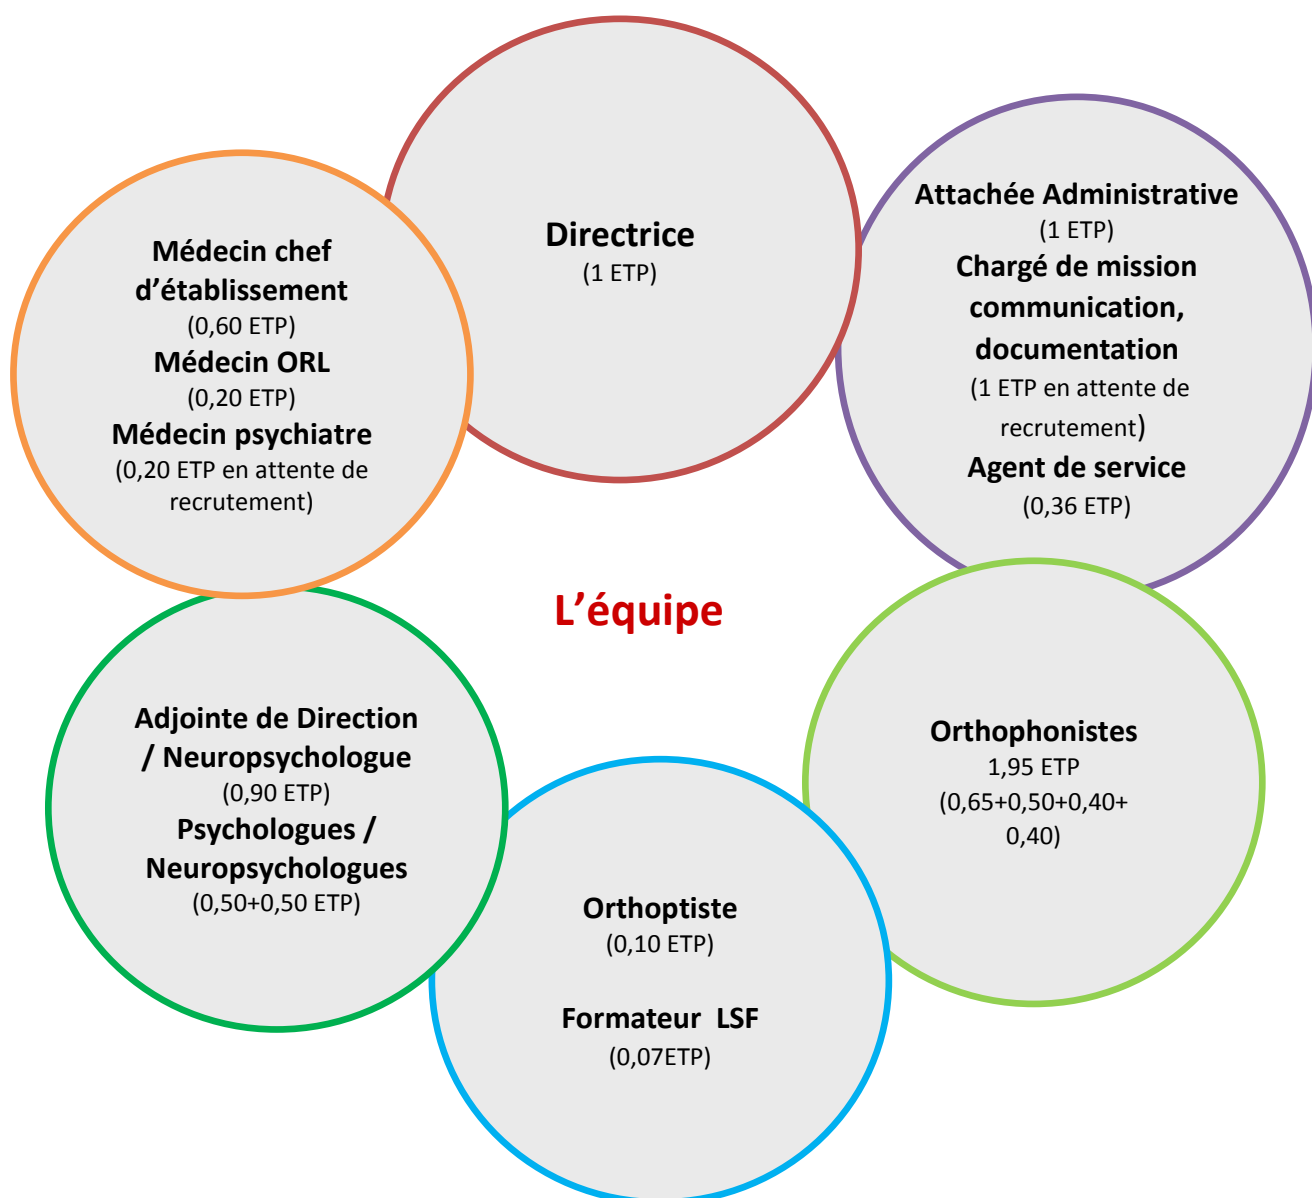 Directrice
(1 ETP)
Attachée Administrative
(1 ETP)
Chargé de mission
communication,
documentation
(1 ETP en attente de
recrutement)
Agent de service
(0,36 ETP)
Médecin chef
d’établissement
(0,60 ETP)
Médecin ORL
(0,20 ETP)
Médecin psychiatre
(0,20 ETP en attente de
recrutement)
L’équipe
Adjointe de Direction
/ Neuropsychologue
(0,90 ETP)
Psychologues /
Neuropsychologues
(0,50+0,50 ETP)
Orthophonistes
1,95 ETP
(0,65+0,50+0,40+
0,40)
Orthoptiste
(0,10 ETP)
Formateur  LSF
(0,07ETP)